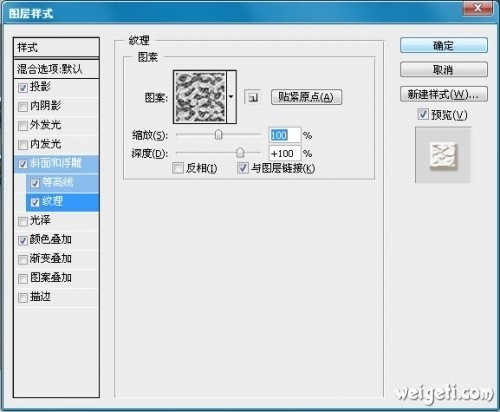 图层样式
样式
混合选项:默认
投影
内阴影
外发光
内发光
斜面和浮雕
等高线
纹理
光泽
颜色叠加
渐变叠加
图案叠加
描边
纹理
图素
图案:
贴紧原点(A)
缩放(S): 100 %
深度(D): +100 %
反相(I) 与图层链接(K)
确定
取消
新建样式(W)...
预览(V)
weigeti.com